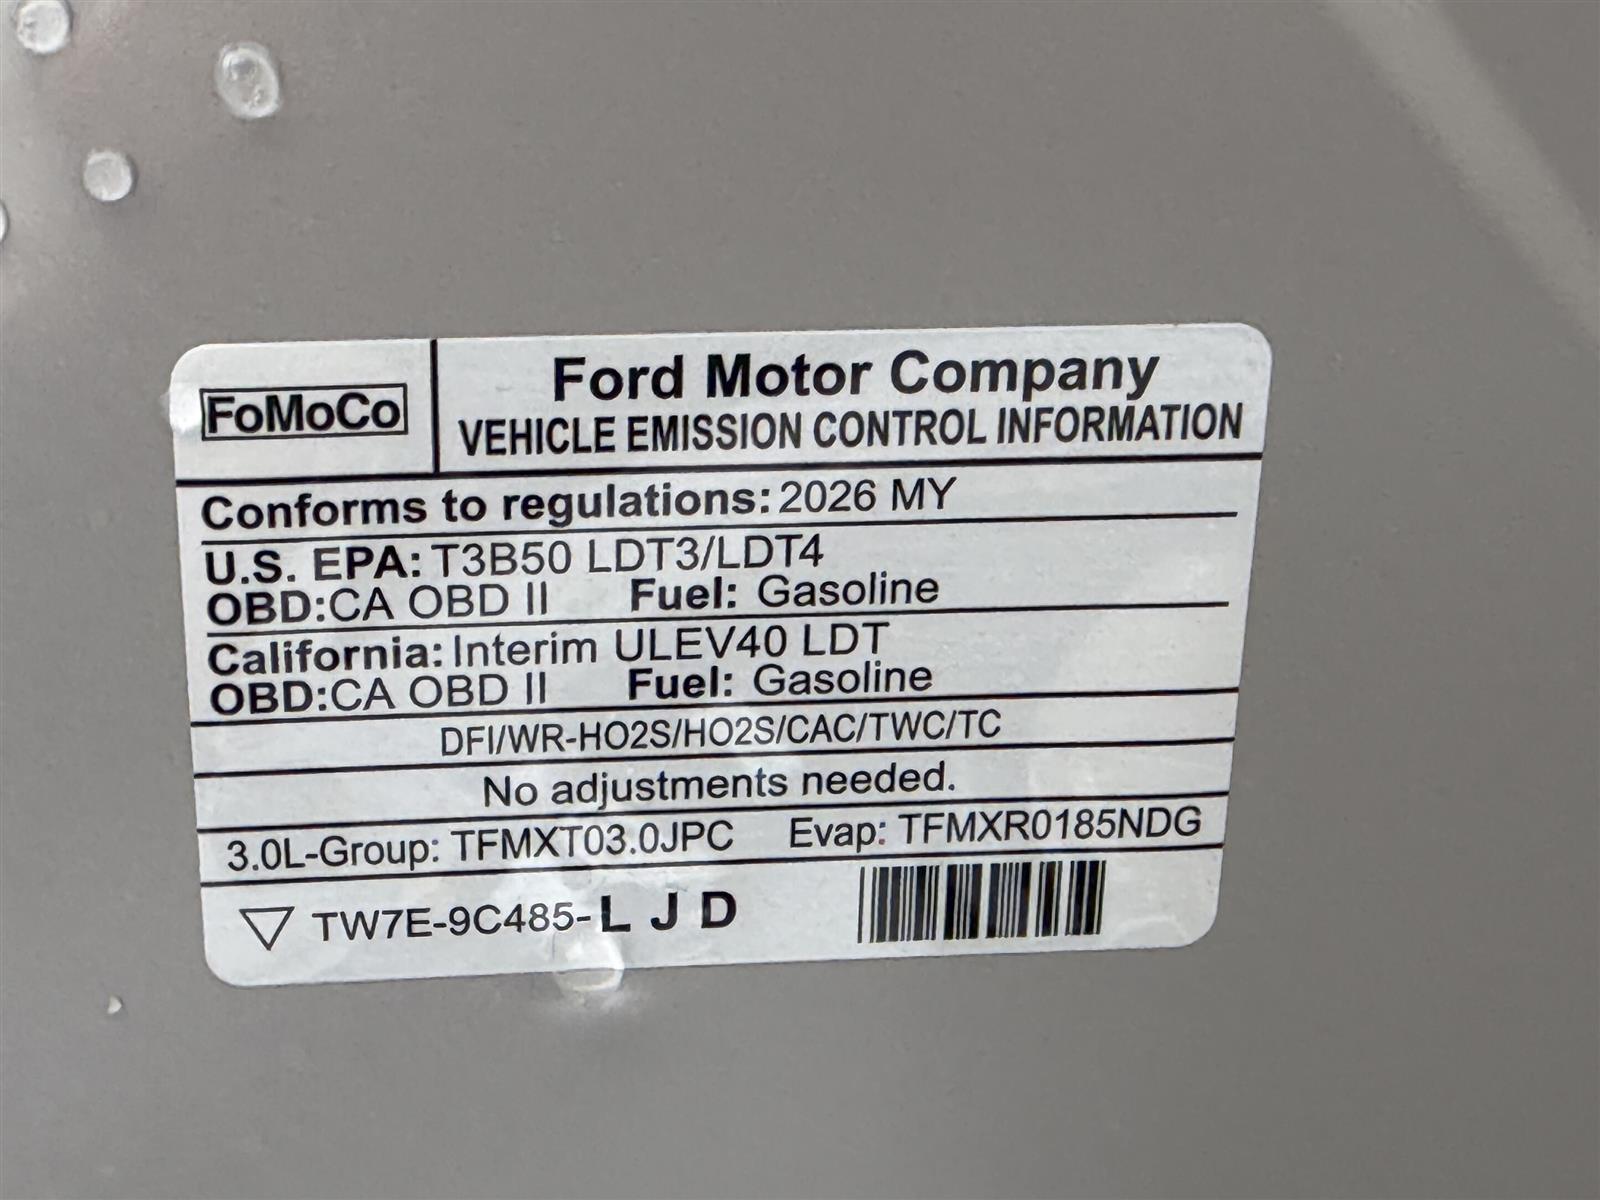 FoMoCo
Ford Motor Company
VEHICLE EMISSION CONTROL INFORMATION
Conforms to regulations: 2026 MY
U.S. EPA: T3B50 LDT3/LDT4
OBD: CA OBD II Fuel: Gasoline
California: Interim ULEV40 LDT
OBD: CA OBD II Fuel: Gasoline
DFI/WR-HO2S/HO2S/CAC/TWC/TC
No adjustments needed.
3.0L-Group: TFMXT03.0JPC Evap: TFMXR0185NDG
TW7E-9C485-L J D